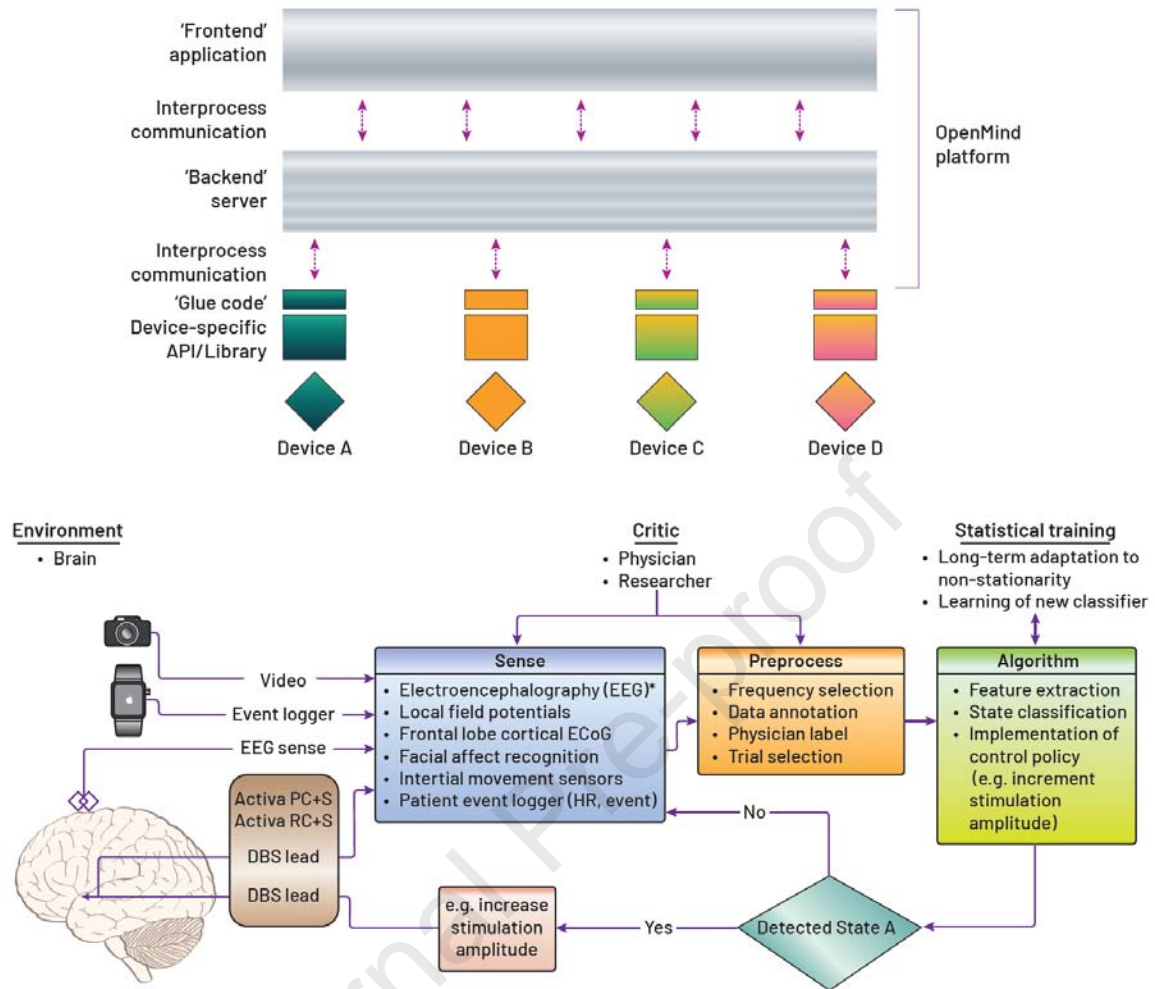 'Frontend'
application
Interprocess
communication
'Backend'
server
OpenMind
platform
Interprocess
communication
'Glue code'
Device-specific
API/Library
Device A
Device B
Device C
Device D
Environment
• Brain
Critic
• Physician
• Researcher
Statistical training
• Long-term adaptation to
non-stationarity
• Learning of new classifier
Video
Event logger
EEG sense
Sense
• Electroencephalography (EEG)*
• Local field potentials
• Frontal lobe cortical ECoG
• Facial affect recognition
• Intertial movement sensors
• Patient event logger (HR, event)
Preprocess
• Frequency selection
• Data annotation
• Physician label
• Trial selection
Algorithm
• Feature extraction
• State classification
• Implementation of
control policy
(e.g. increment
stimulation
amplitude)
Activa PC+S
Activa RC+S
DBS lead
DBS lead
e.g. increase
stimulation
amplitude
Yes
No
Detected State A
rnal Pre-proof